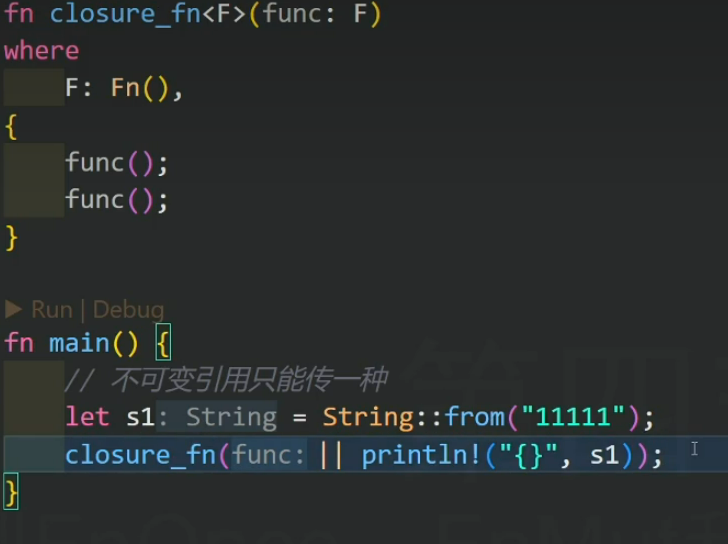 fn closure_fn<F>(func: F)
where
    F: Fn(),
{
    func();
    func();
}
▶ Run | Debug
fn main() {
    // 不可变引用只能传一种
    let s1: String = String::from("11111");
    closure_fn(func: || println!("{}", s1));
}